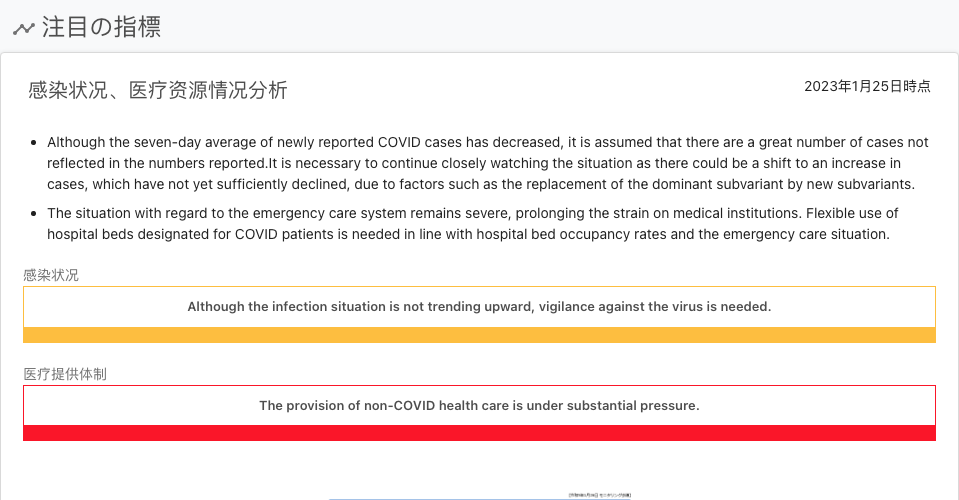 注目の指標
感染状况、医疗资源情况分析
2023年1月25日時点
Although the seven-day average of newly reported COVID cases has decreased, it is assumed that there are a great number of cases not
reflected in the numbers reported.It is necessary to continue closely watching the situation as there could be a shift to an increase in
cases, which have not yet sufficiently declined, due to factors such as the replacement of the dominant subvariant by new subvariants.
The situation with regard to the emergency care system remains severe, prolonging the strain on medical institutions. Flexible use of
hospital beds designated for COVID patients is needed in line with hospital bed occupancy rates and the emergency care situation.
感染状况
Although the infection situation is not trending upward, vigilance against the virus is needed.
医疗提供体制
The provision of non-COVID health care is under substantial pressure.